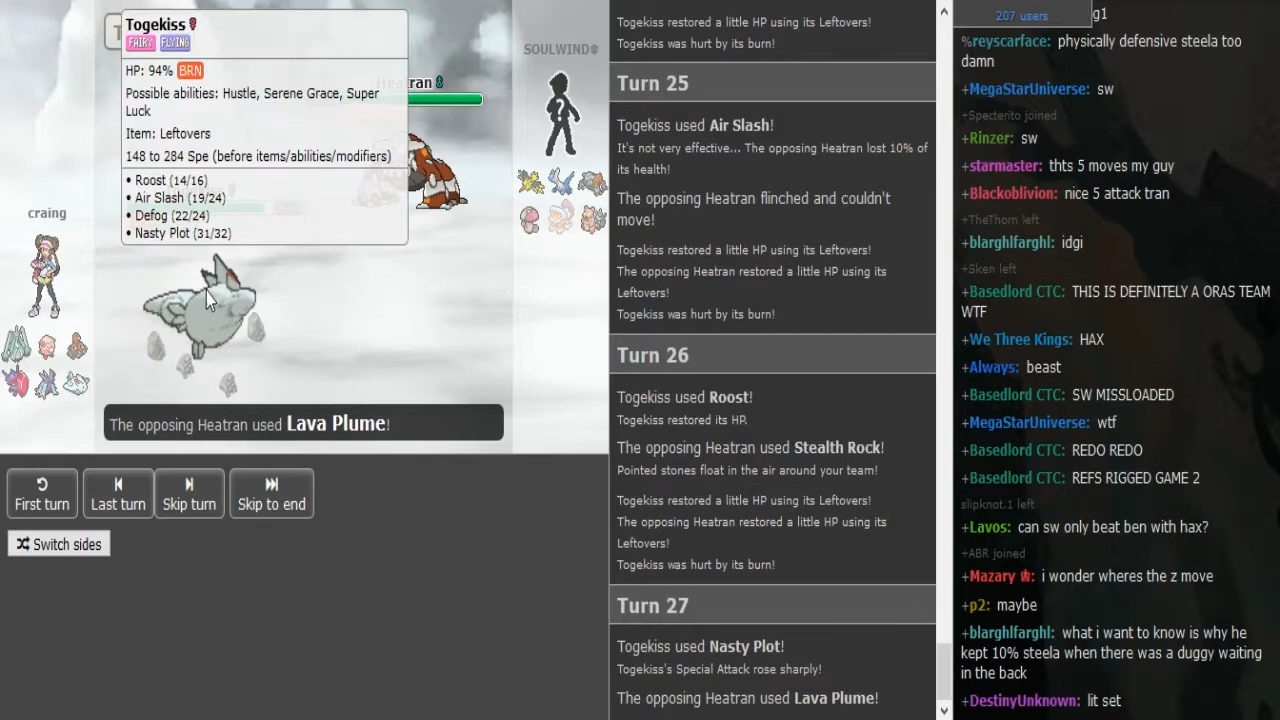 Togekiss
FAIRY FLYING
HP: 94% BRN
Possible abilities: Hustle, Serene Grace, Super
Luck
Item: Leftovers
148 to 284 Spe (before items/abilities/modifiers)
• Roost (14/16)
• Air Slash (19/24)
• Defog (22/24)
• Nasty Plot (31/32)
SOULWIND
craing
The opposing Heatran used Lava Plume!
First turn
Last turn
Skip turn
Skip to end
Switch sides
Togekiss restored a little HP using its Leftovers!
Togekiss was hurt by its burn!
Turn 25
Togekiss used Air Slash!
It's not very effective... The opposing Heatran lost 10% of
its health!
The opposing Heatran flinched and couldn't
move!
Togekiss restored a little HP using its Leftovers!
The opposing Heatran restored a little HP using its
Leftovers!
Togekiss was hurt by its burn!
Turn 26
Togekiss used Roost!
Togekiss restored its HP.
The opposing Heatran used Stealth Rock!
Pointed stones float in the air around your team!
Togekiss restored a little HP using its Leftovers!
The opposing Heatran restored a little HP using its
Leftovers!
Togekiss was hurt by its burn!
Turn 27
Togekiss used Nasty Plot!
Togekiss's Special Attack rose sharply!
The opposing Heatran used Lava Plume!
207 users
g1
%reyscarface: physically defensive steela too
damn
+MegaStarUniverse: sw
+Specterito joined
+Rinzer: sw
+starmaster: thts 5 moves my guy
+Blackoblivion: nice 5 attack tran
+TheThorn left
+blarghlfarghl: idgi
+Sken left
+Basedlord CTC: THIS IS DEFINITELY A ORAS TEAM
WTF
+We Three Kings: HAX
+Always: beast
+Basedlord CTC: SW MISSLOADED
+MegaStarUniverse: wtf
+Basedlord CTC: REDO REDO
+Basedlord CTC: REFS RIGGED GAME 2
slipknot.1 left
+Lavos: can sw only beat ben with hax?
+ABR joined
+Mazary: i wonder wheres the z move
+p2: maybe
+blarghlfarghl: what i want to know is why he
kept 10% steela when there was a duggy waiting
in the back
+DestinyUnknown: lit set